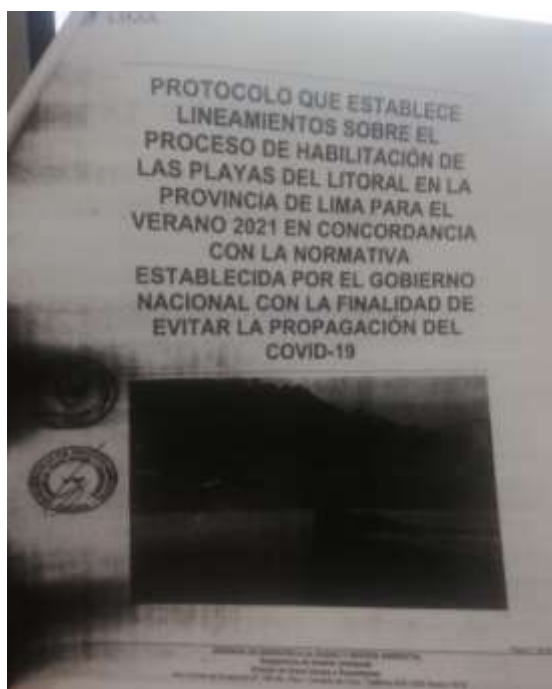 LIMA
PROTOCOLO QUE ESTABLECE
LINEAMIENTOS SOBRE EL
PROCESO DE HABILITACIÓN DE
LAS PLAYAS DEL LITORAL EN LA
PROVINCIA DE LIMA PARA EL
VERANO 2021 EN CONCORDANCIA
CON LA NORMATIVA
ESTABLECIDA POR EL GOBIERNO
NACIONAL CON LA FINALIDAD DE
EVITAR LA PROPAGACIÓN DEL
COVID-19